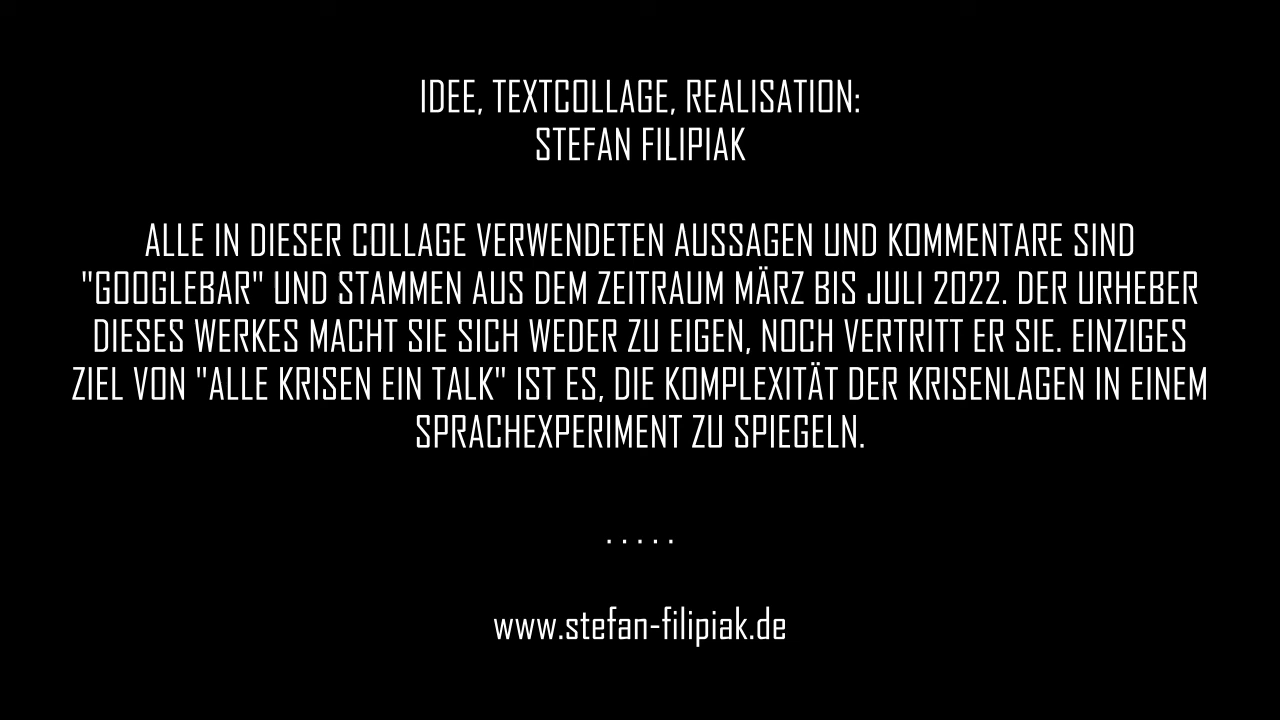 IDEE, TEXTCOLLAGE, REALISATION:
STEFAN FILIPIAK
ALLE IN DIESER COLLAGE VERWENDETEN AUSSAGEN UND KOMMENTARE SIND
"GOOGLEBAR" UND STAMMEN AUS DEM ZEITRAUM MÄRZ BIS JULI 2022. DER URHEBER
DIESES WERKES MACHT SIE SICH WEDER ZU EIGEN, NOCH VERTRITT ER SIE. EINZIGES
ZIEL VON "ALLE KRISEN EIN TALK" IST ES, DIE KOMPLEXITÄT DER KRISENLAGEN IN EINEM
SPRACHEXPERIMENT ZU SPIEGELN.
. . . . .
www.stefan-filipiak.de